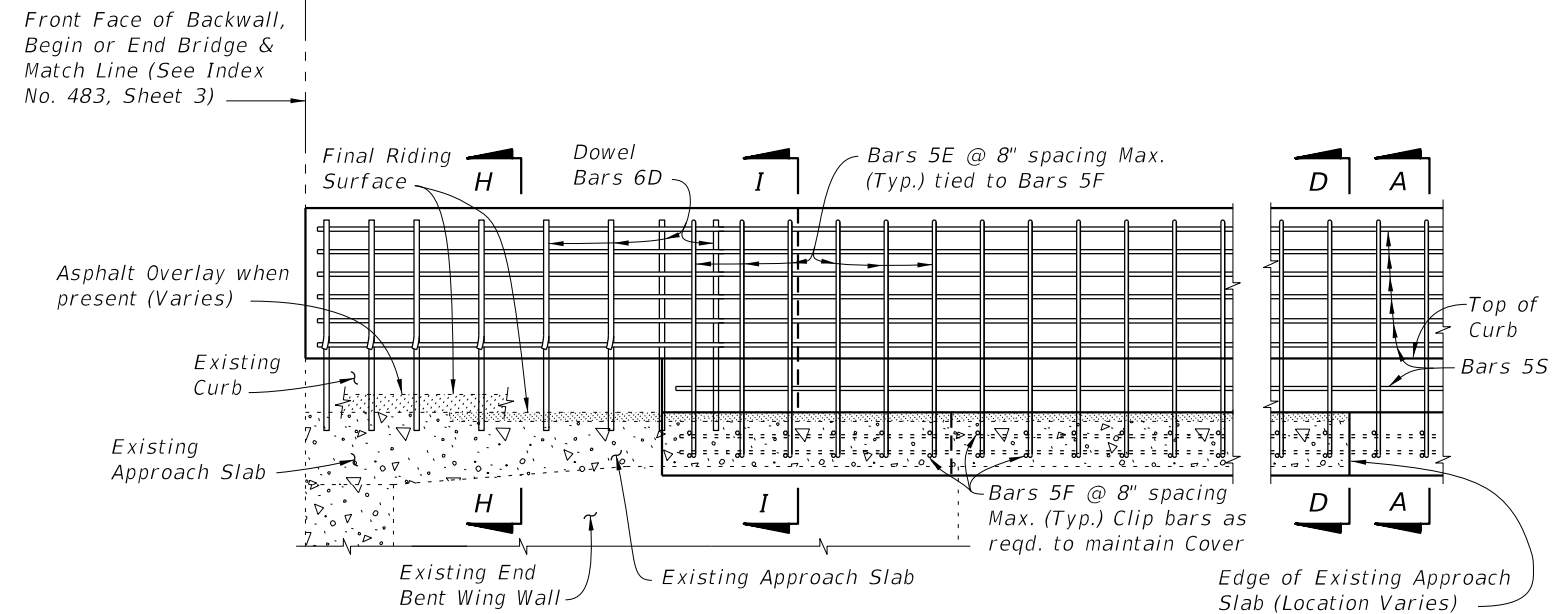 Front Face of Backwall,
Begin or End Bridge &
Match Line (See Index
No. 483, Sheet 3)
Final Riding
Surface
H
Dowel
Bars 6D
I
Bars 5E @ 8" spacing Max.
(Typ.) tied to Bars 5F
D
A
Asphalt Overlay when
present (Varies)
Top of
Curb
Existing
Curb
Bars 5S
Existing
Approach Slab
H
I
Bars 5F @ 8" spacing
Max. (Typ.) Clip bars as
reqd. to maintain Cover
D
A
Existing End
Bent Wing Wall
Existing Approach Slab
Edge of Existing Approach
Slab (Location Varies)